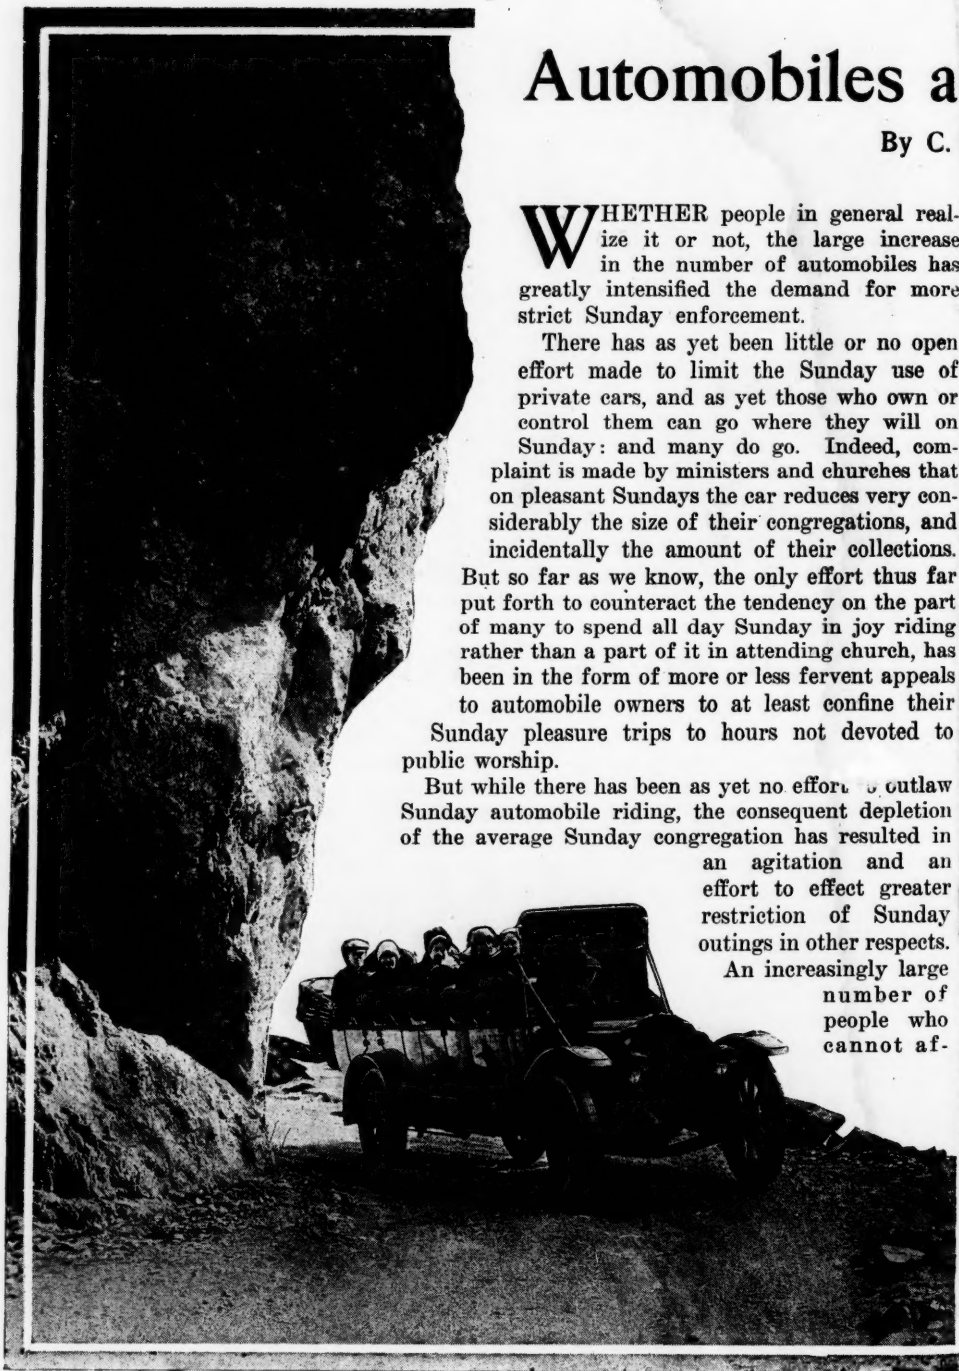 Automobiles a
By C.
WHETHER people in general real-
ize it or not, the large increase
in the number of automobiles has
greatly intensified the demand for more
strict Sunday enforcement.
There has as yet been little or no open
effort made to limit the Sunday use of
private cars, and as yet those who own or
control them can go where they will on
Sunday: and many do go. Indeed, com-
plaint is made by ministers and churches that
on pleasant Sundays the car reduces very con-
siderably the size of their congregations, and
incidentally the amount of their collections.
But so far as we know, the only effort thus far
put forth to counteract the tendency on the part
of many to spend all day Sunday in joy riding
rather than a part of it in attending church, has
been in the form of more or less fervent appeals
to automobile owners to at least confine their
Sunday pleasure trips to hours not devoted to
public worship.
But while there has been as yet no effort outlaw
Sunday automobile riding, the consequent depletion
of the average Sunday congregation has resulted in
an agitation and an
effort to effect greater
restriction of Sunday
outings in other respects.
An increasingly large
number of
people who
cannot af-